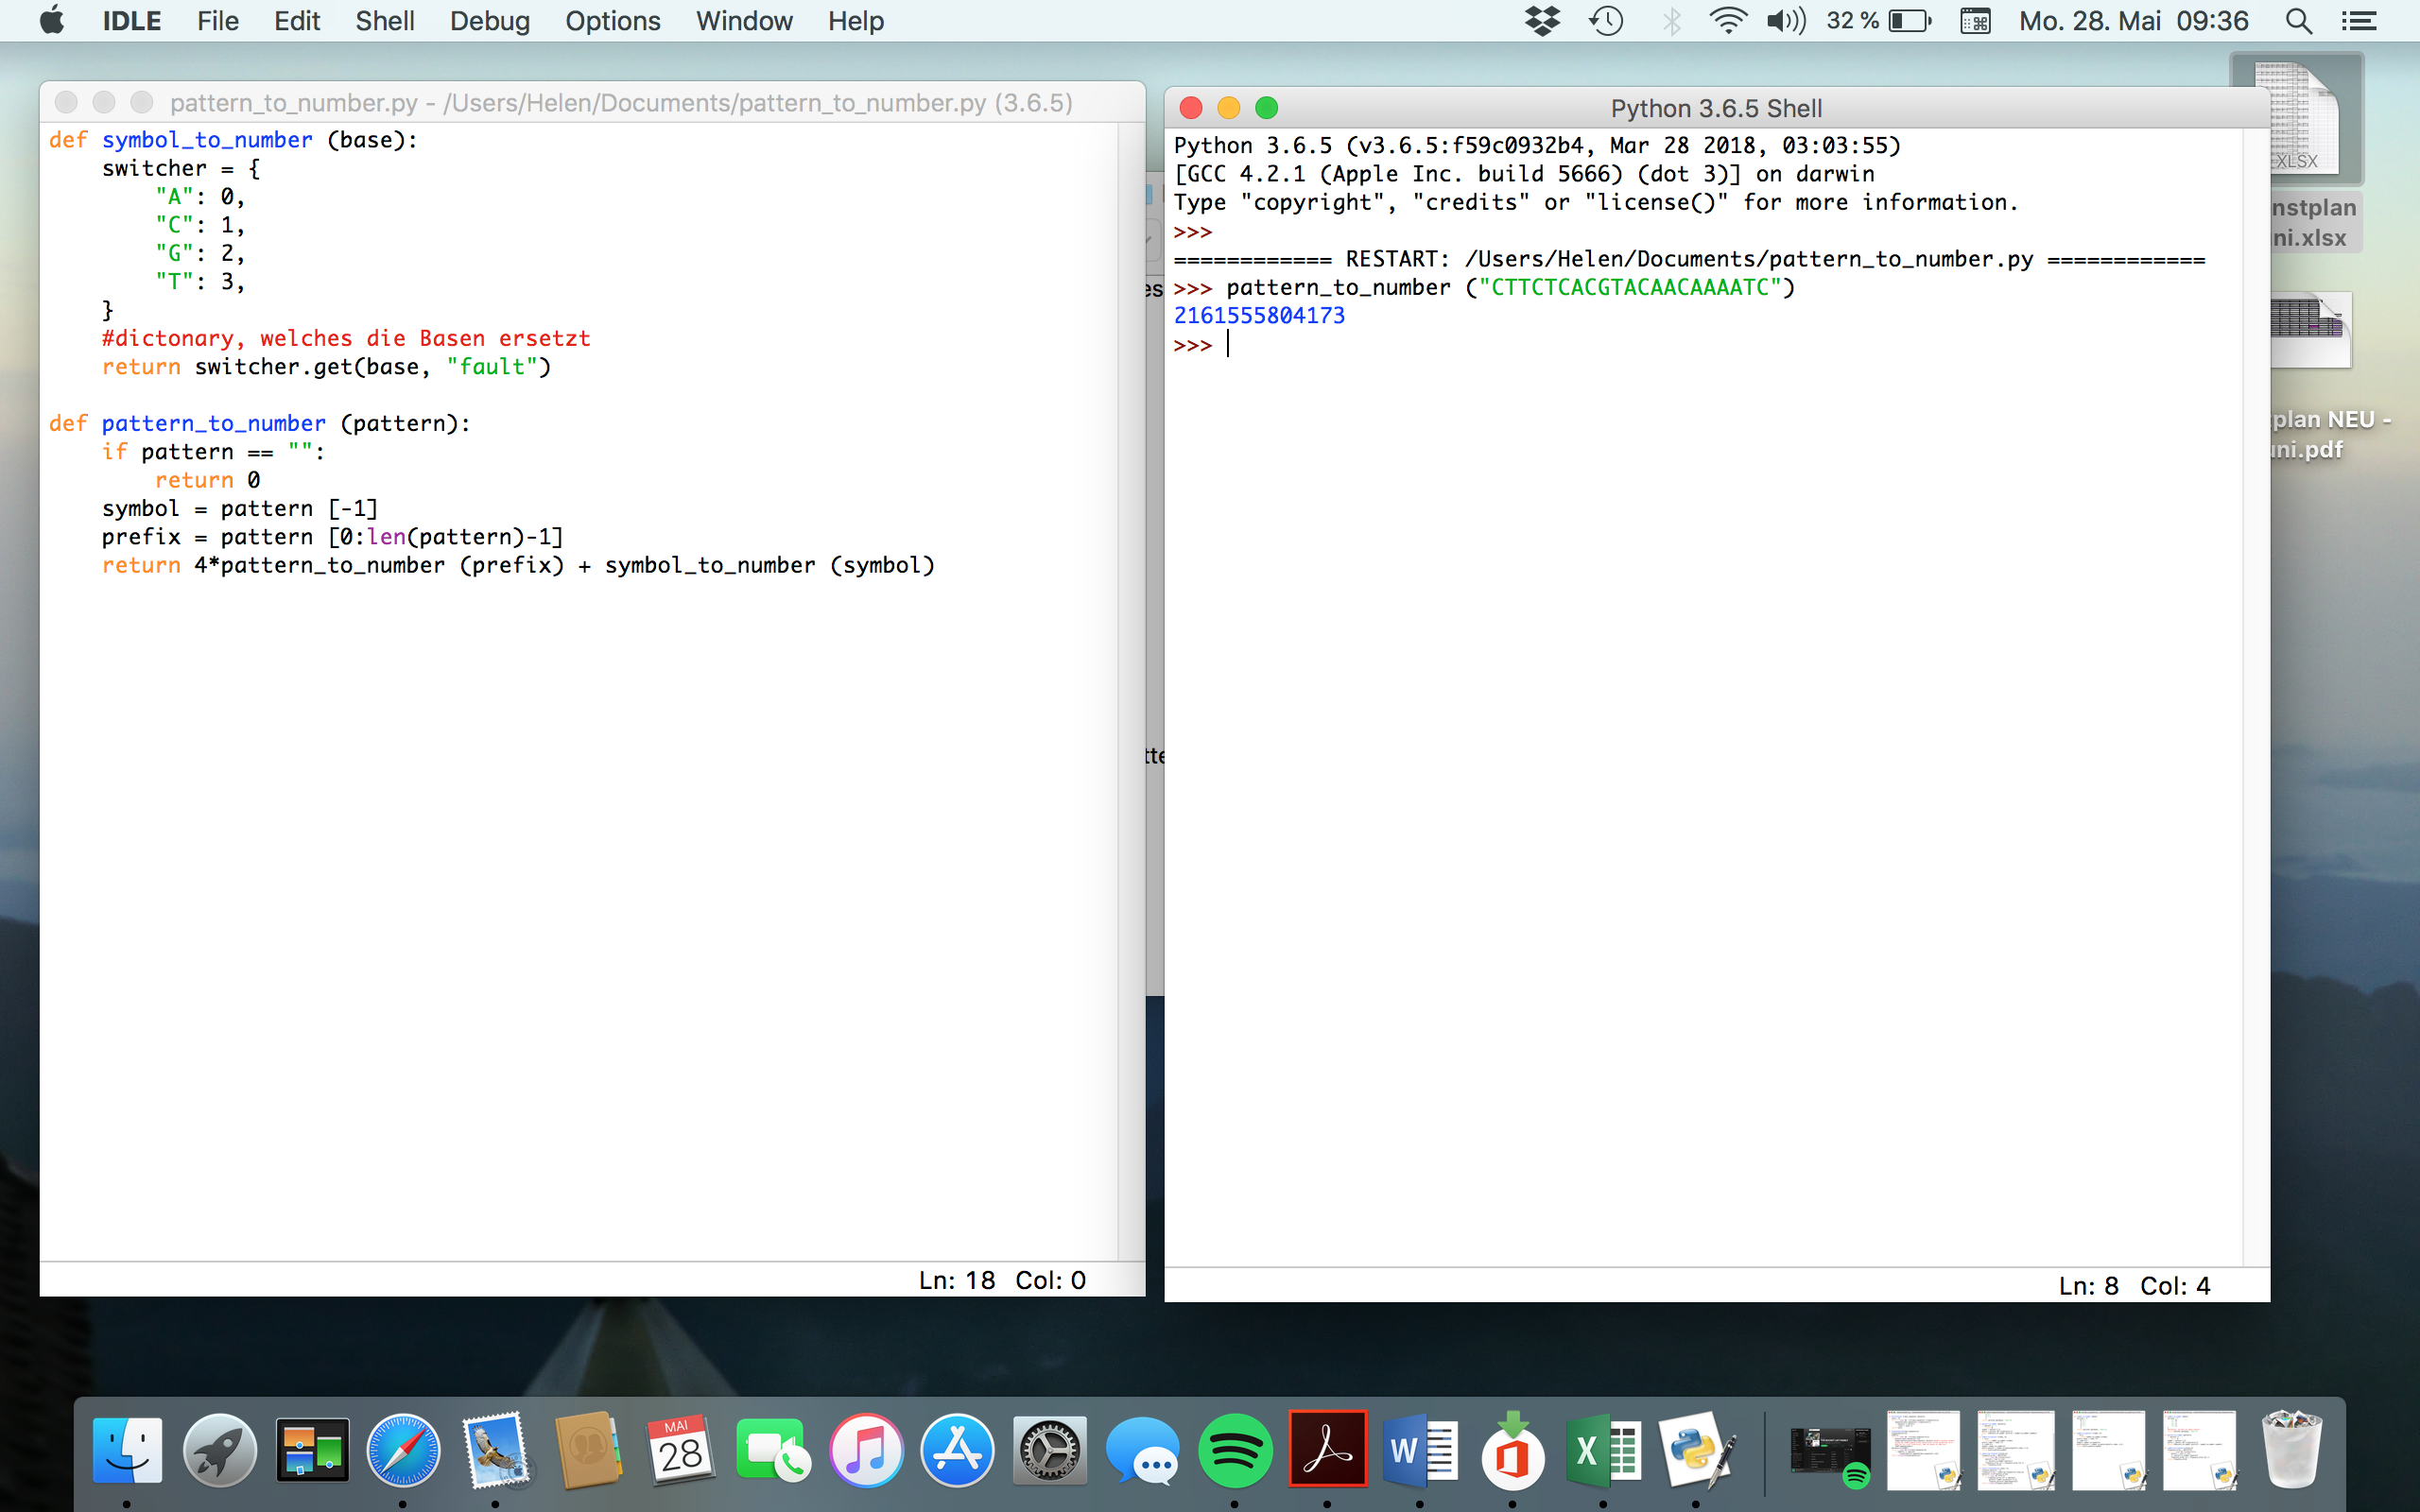 IDLE File Edit Shell Debug Options Window Help 32 % Mo. 28. Mai 09:36
pattern_to_number.py - /Users/Helen/Documents/pattern_to_number.py (3.6.5)
def symbol_to_number (base):
    switcher = {
        "A": 0,
        "C": 1,
        "G": 2,
        "T": 3,
    }
    #dictonary, welches die Basen ersetzt
    return switcher.get(base, "fault")
def pattern_to_number (pattern):
    if pattern == "":
        return 0
    symbol = pattern [-1]
    prefix = pattern [0:len(pattern)-1]
    return 4*pattern_to_number (prefix) + symbol_to_number (symbol)
Ln: 18 Col: 0
Python 3.6.5 Shell
Python 3.6.5 (v3.6.5:f59c0932b4, Mar 28 2018, 03:03:55)
[GCC 4.2.1 (Apple Inc. build 5666) (dot 3)] on darwin
Type "copyright", "credits" or "license()" for more information.
>>>
============ RESTART: /Users/Helen/Documents/pattern_to_number.py ============
>>> pattern_to_number ("CTTCTCACGTACAACAAAATC")
2161555804173
>>>
Ln: 8 Col: 4
XLSX
nstplan
ni.xlsx
plan NEU -
uni.pdf
MAI
28